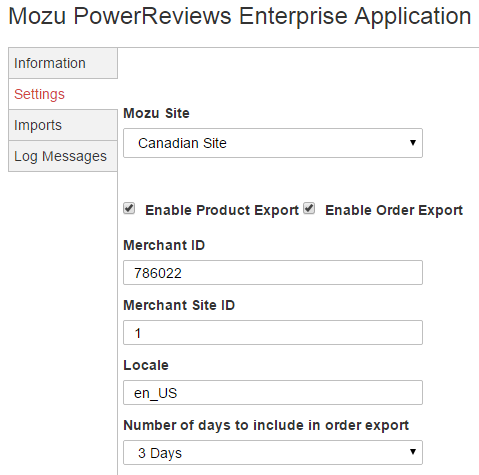 Mozu PowerReviews Enterprise Application
Information
Settings
Imports
Log Messages
Mozu Site
Canadian Site
Enable Product Export Enable Order Export
Merchant ID
786022
Merchant Site ID
1
Locale
en_US
Number of days to include in order export
3 Days